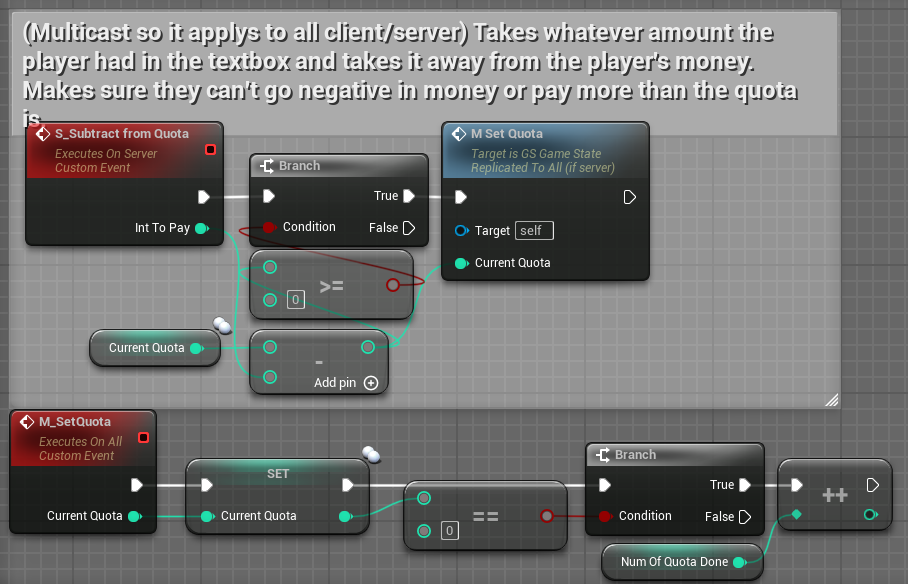 (Multicast so it applys to all client/server) Takes whatever amount the
player had in the textbox and takes it away from the player's money.
Makes sure they can't go negative in money or pay more than the quota
is.
S_Subtract from Quota
Executes On Server
Custom Event
Int To Pay
Branch
True
Condition
False
M Set Quota
Target is GS Game State
Replicated To All (if server)
Target self
Current Quota
>=
0
Current Quota
-
Add pin
M_SetQuota
Executes On All
Custom Event
Current Quota
SET
Current Quota
==
0
Branch
True
Condition
False
++
Num Of Quota Done